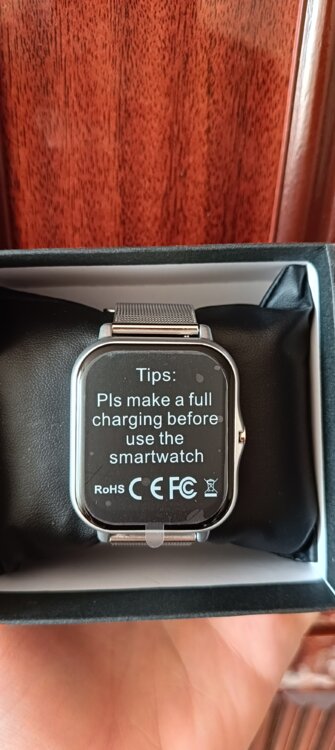 Tips:
Pls make a full
charging before
use the
smartwatch
RoHS CE FC